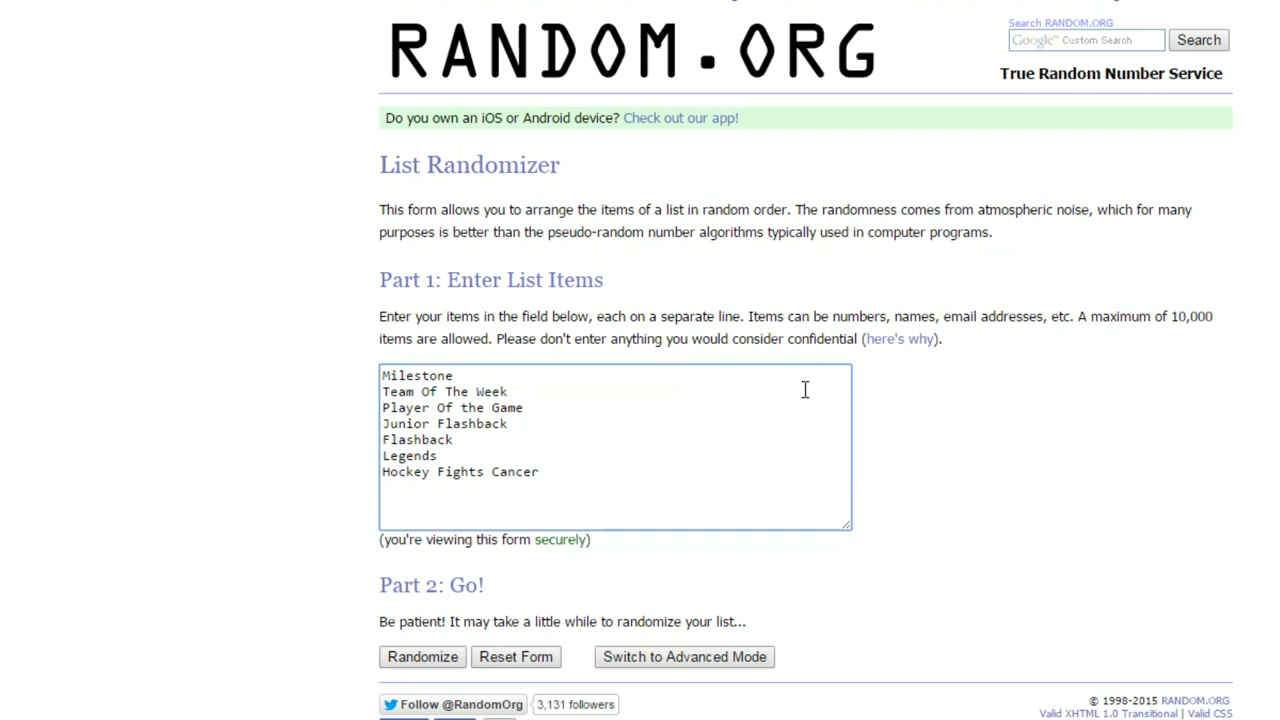 RANDOM.ORG
Search RANDOM.ORG
Google™ Custom Search
Search
True Random Number Service
Do you own an iOS or Android device? Check out our app!
List Randomizer
This form allows you to arrange the items of a list in random order. The randomness comes from atmospheric noise, which for many
purposes is better than the pseudo-random number algorithms typically used in computer programs.
Part 1: Enter List Items
Enter your items in the field below, each on a separate line. Items can be numbers, names, email addresses, etc. A maximum of 10,000
items are allowed. Please don't enter anything you would consider confidential (here's why).
Milestone
Team Of The Week
Player Of the Game
Junior Flashback
Flashback
Legends
Hockey Fights Cancer
(you're viewing this form securely)
Part 2: Go!
Be patient! It may take a little while to randomize your list...
Randomize
Reset Form
Switch to Advanced Mode
Follow @RandomOrg
3,131 followers
© 1998-2015 RANDOM.ORG
Valid XHTML 1.0 Transitional | Valid CSS